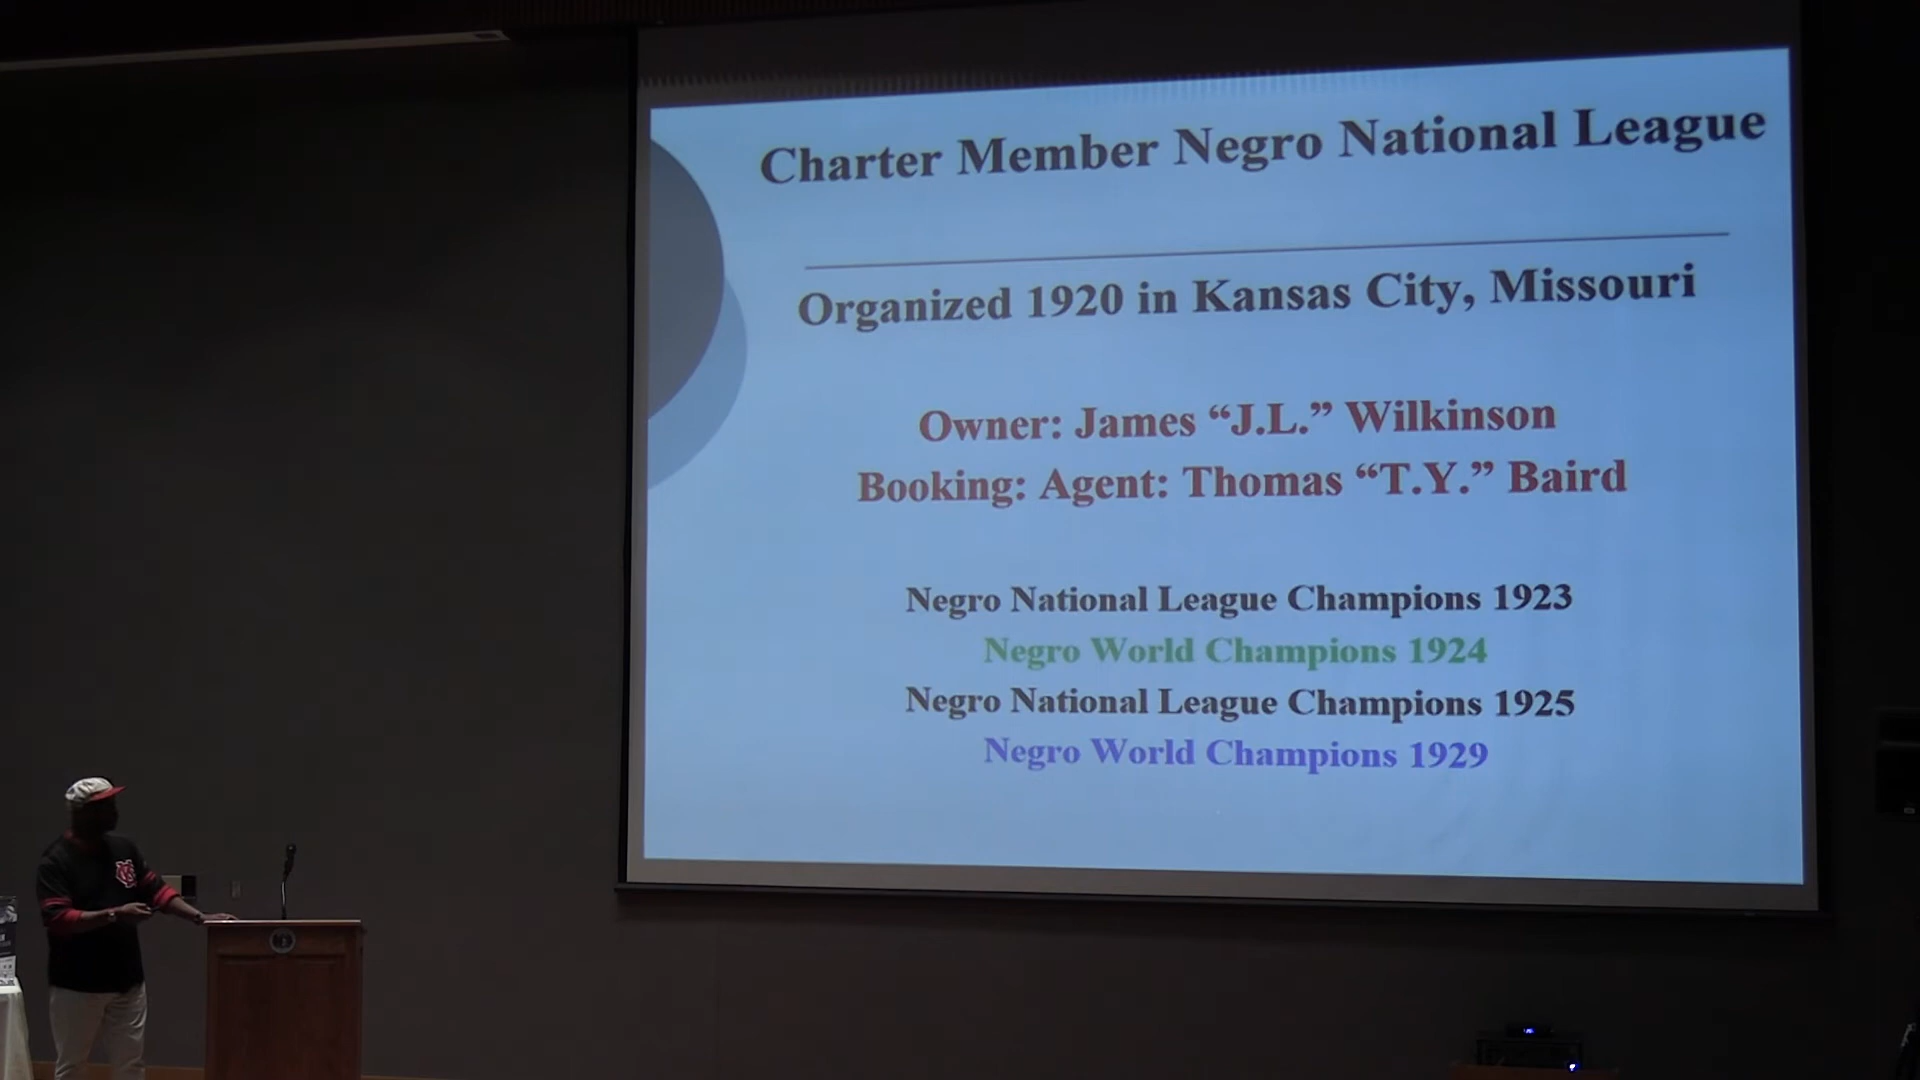 Charter Member Negro National League
Organized 1920 in Kansas City, Missouri
Owner: James “J.L.” Wilkinson
Booking: Agent: Thomas “T.Y.” Baird
Negro National League Champions 1923
Negro World Champions 1924
Negro National League Champions 1925
Negro World Champions 1929